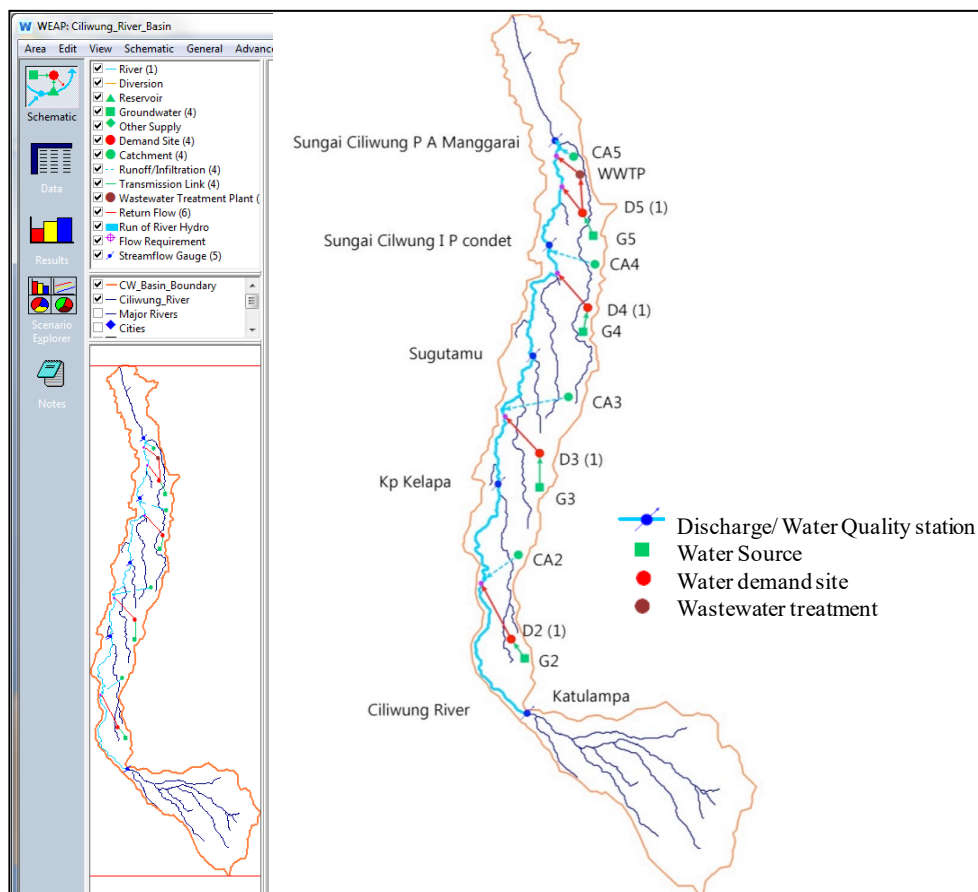 WEAP: Ciliwung_River_Basin
Area Edit View Schematic General Advanc
Schematic
Data
Results
Scenario
Explorer
Notes
River (1)
Diversion
Reservoir
Groundwater (4)
Other Supply
Demand Site (4)
Catchment (4)
Runoff/Infiltration (4)
Transmission Link (4)
Wastewater Treatment Plant (
Return Flow (6)
Run of River Hydro
Flow Requirement
Streamflow Gauge (5)
CW_Basin_Boundary
Ciliwung_River
Major Rivers
Cities
Sungai Ciliwung P A Manggarai
CA5
WWTP
D5 (1)
G5
Sungai Cilwung I P condet
CA4
D4 (1)
G4
Sugutamu
CA3
D3 (1)
Kp Kelapa
G3
CA2
D2 (1)
G2
Katulampa
Ciliwung River
Discharge/ Water Quality station
Water Source
Water demand site
Wastewater treatment